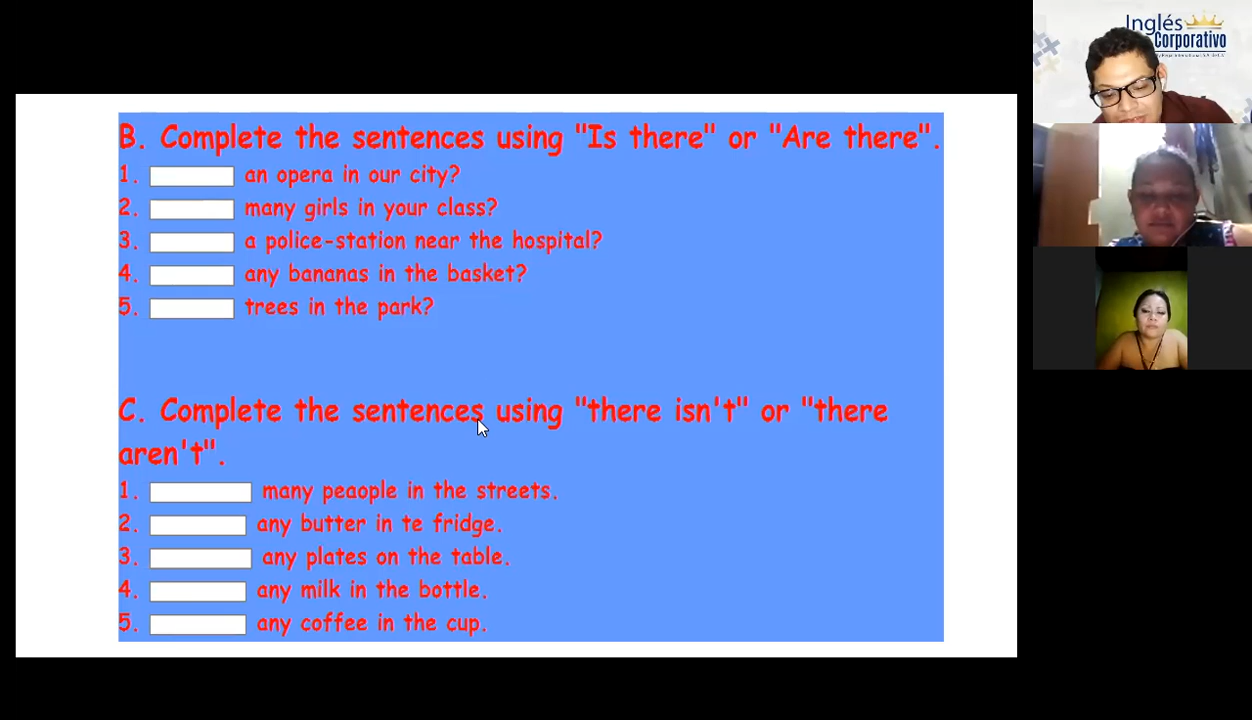 B. Complete the sentences using "Is there" or "Are there".
1. an opera in our city?
2. many girls in your class?
3. a police-station near the hospital?
4. any bananas in the basket?
5. trees in the park?
C. Complete the sentences using "there isn't" or "there
aren't".
1. many peaople in the streets.
2. any butter in te fridge.
3. any plates on the table.
4. any milk in the bottle.
5. any coffee in the cup.
Inglés
Corporativo